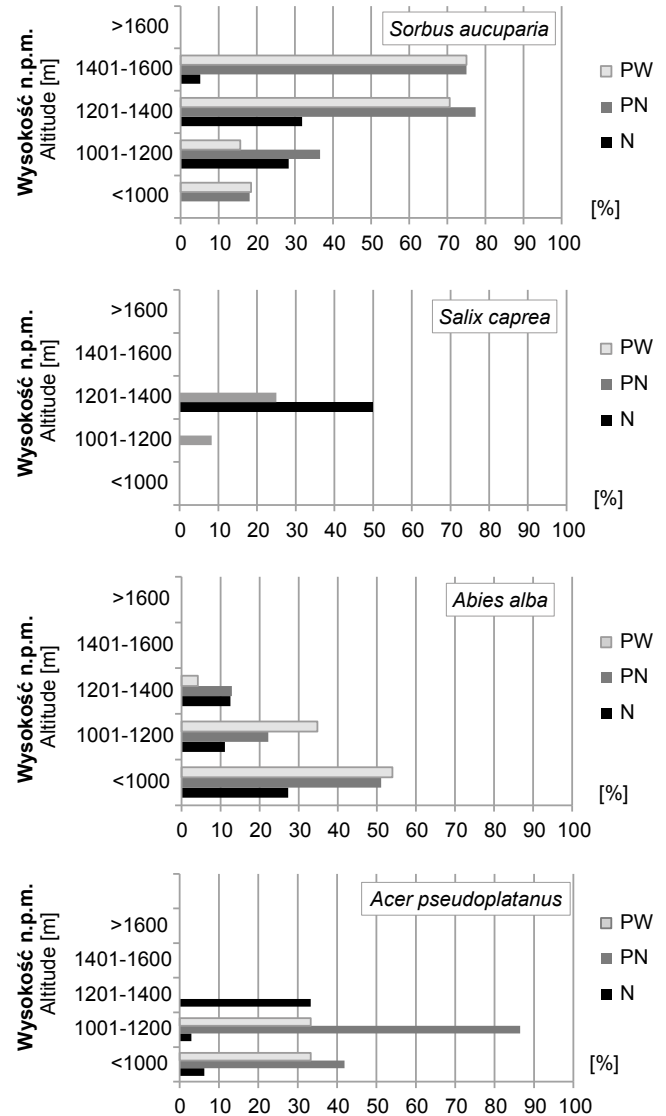 Wysokość n.p.m.
Altitude [m]
Sorbus aucuparia
>1600
1401-1600
1201-1400
1001-1200
<1000
PW
PN
N
[%]
0 10 20 30 40 50 60 70 80 90 100
Wysokość n.p.m.
Altitude [m]
Salix caprea
>1600
1401-1600
1201-1400
1001-1200
<1000
PW
PN
N
[%]
0 10 20 30 40 50 60 70 80 90 100
Wysokość n.p.m.
Altitude [m]
Abies alba
>1600
1401-1600
1201-1400
1001-1200
<1000
PW
PN
N
[%]
0 10 20 30 40 50 60 70 80 90 100
Wysokość n.p.m.
Altitude [m]
Acer pseudoplatanus
>1600
1401-1600
1201-1400
1001-1200
<1000
PW
PN
N
[%]
0 10 20 30 40 50 60 70 80 90 100